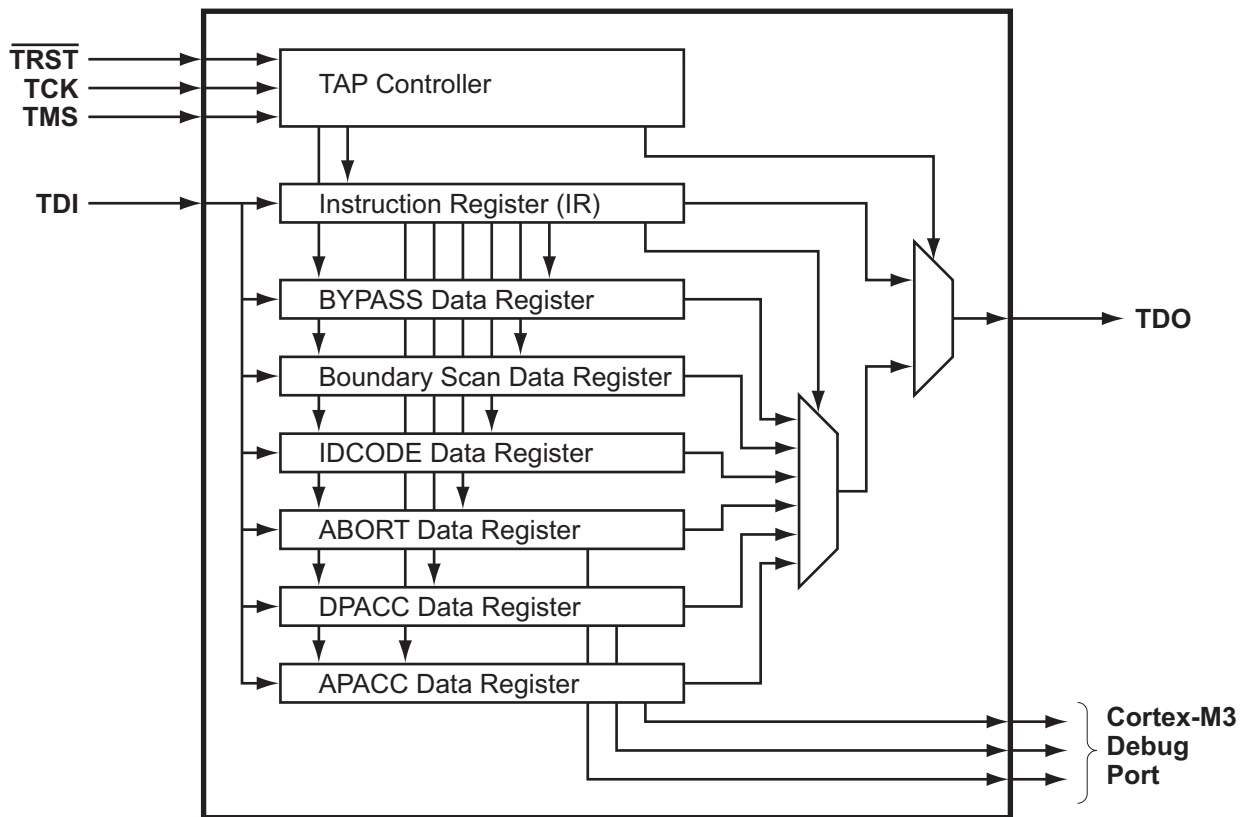 TRST
TCK
TMS
TAP Controller
TDI
Instruction Register (IR)
BYPASS Data Register
TDO
Boundary Scan Data Register
IDCODE Data Register
ABORT Data Register
DPACC Data Register
APACC Data Register
Cortex-M3
Debug
Port